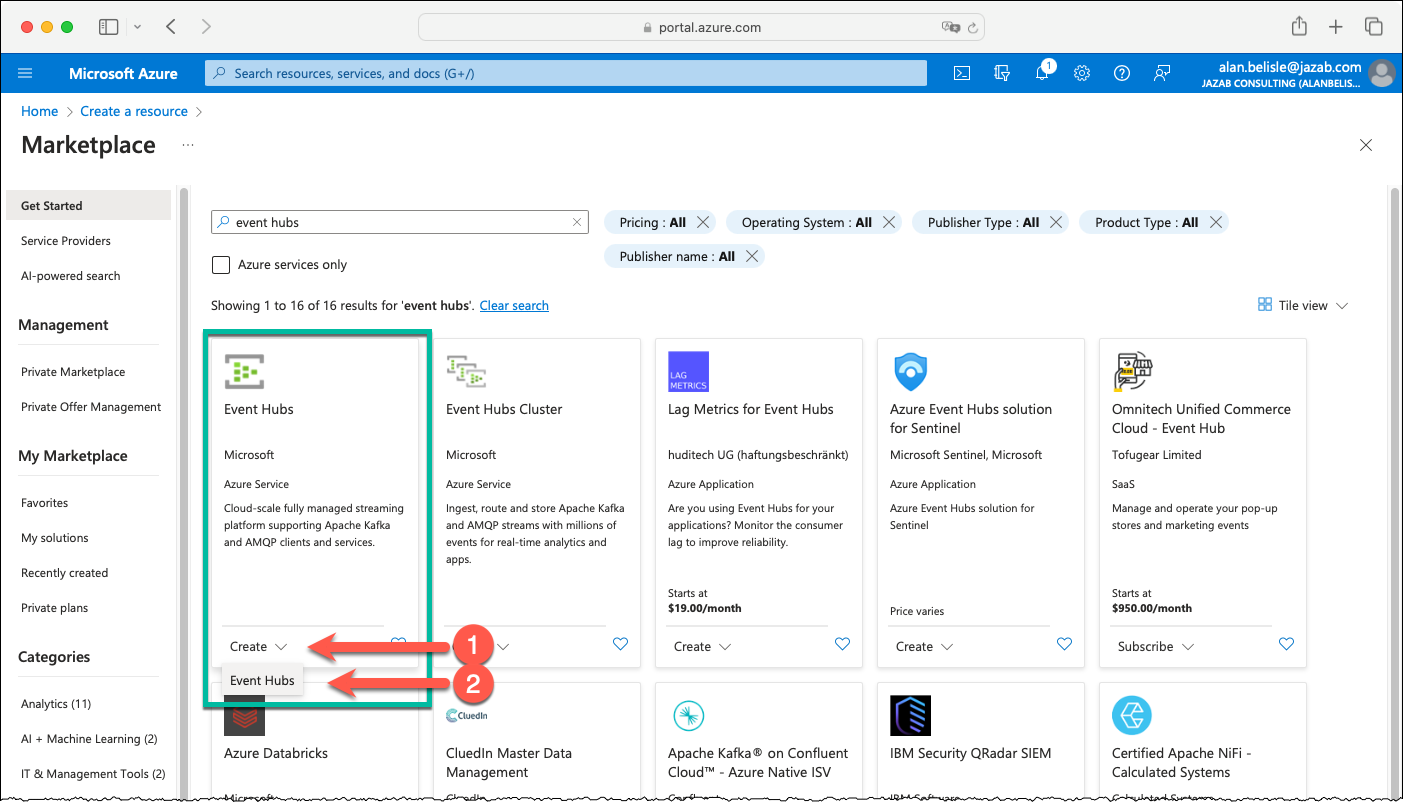 portal.azure.com
Microsoft Azure
Search resources, services, and docs (G+/)
1
alan.belisle@jazab.com
JAZAB CONSULTING (ALANBELIS...
Home > Create a resource >
Marketplace ...
Get Started
Service Providers
AI-powered search
Management
Private Marketplace
Private Offer Management
My Marketplace
Favorites
My solutions
Recently created
Private plans
Categories
Analytics (11)
AI + Machine Learning (2)
IT & Management Tools (2)
event hubs
Pricing : All
Operating System : All
Publisher Type : All
Product Type : All
Publisher name : All
Azure services only
Showing 1 to 16 of 16 results for 'event hubs'. Clear search
Tile view
Event Hubs
Microsoft
Azure Service
Cloud-scale fully managed streaming
platform supporting Apache Kafka
and AMQP clients and services.
Create
1
Event Hubs
2
Event Hubs Cluster
Microsoft
Azure Service
Ingest, route and store Apache Kafka
and AMQP streams with millions of
events for real-time analytics and
apps.
LAG
METRICS
Lag Metrics for Event Hubs
huditech UG (haftungsbeschränkt)
Azure Application
Are you using Event Hubs for your
applications? Monitor the consumer
lag to improve reliability.
Starts at
$19.00/month
Create
Azure Event Hubs solution
for Sentinel
Microsoft Sentinel, Microsoft
Azure Application
Azure Event Hubs solution for
Sentinel
Price varies
Create
Omnitech Unified Commerce
Cloud - Event Hub
Tofugear Limited
SaaS
Manage and operate your pop-up
stores and marketing events
Starts at
$950.00/month
Subscribe
Azure Databricks
Microsoft
CluedIn
CluedIn Master Data
Management
CluedIn
Apache Kafka® on Confluent
Cloud™ - Azure Native ISV
Confluent
IBM Security QRadar SIEM
IBM Software
Certified Apache NiFi -
Calculated Systems
Calculated Systems